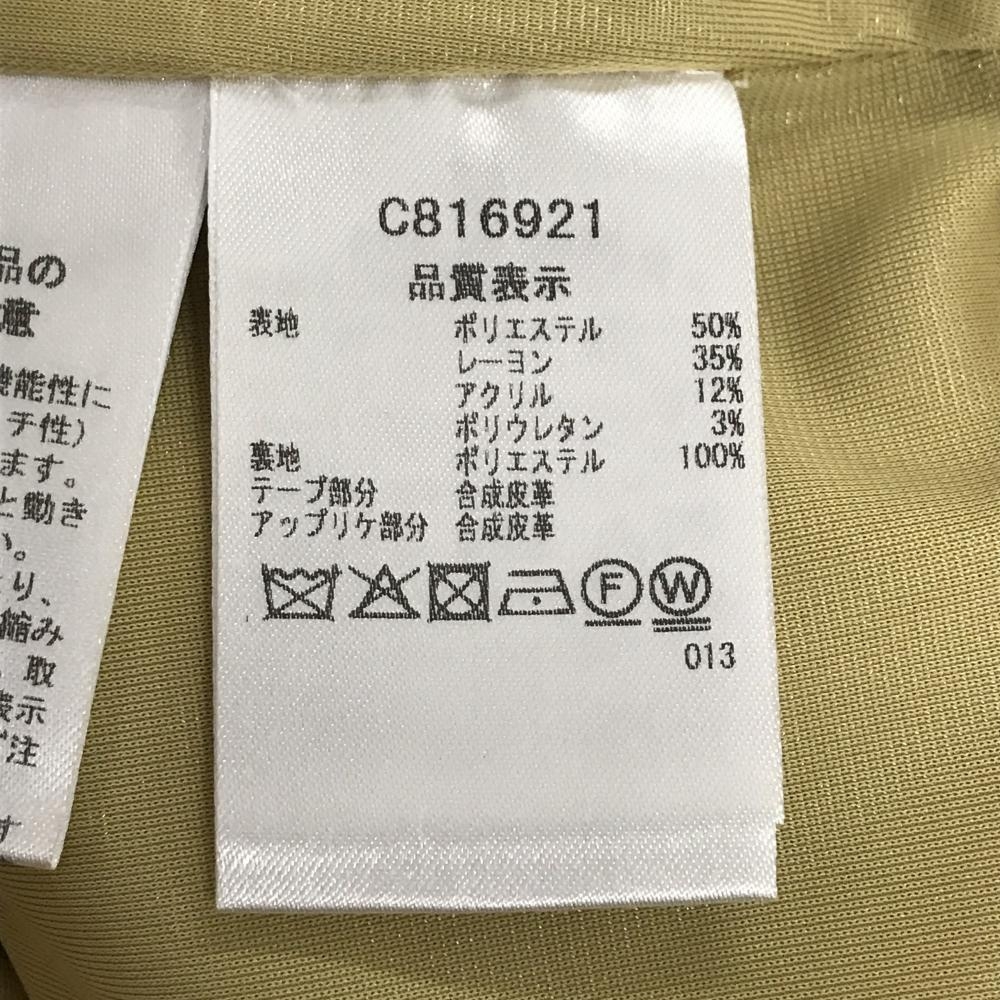 C816921
品質表示
表地 ポリエステル 50%
レーヨン 35%
アクリル 12%
ポリウレタン 3%
裏地 ポリエステル 100%
テープ部分 合成皮革
アップリケ部分 合成皮革
F W
013
品の
意
機能性に
チ性)
ます。
と動き
い。
り、
縮み
取
表示
注
す